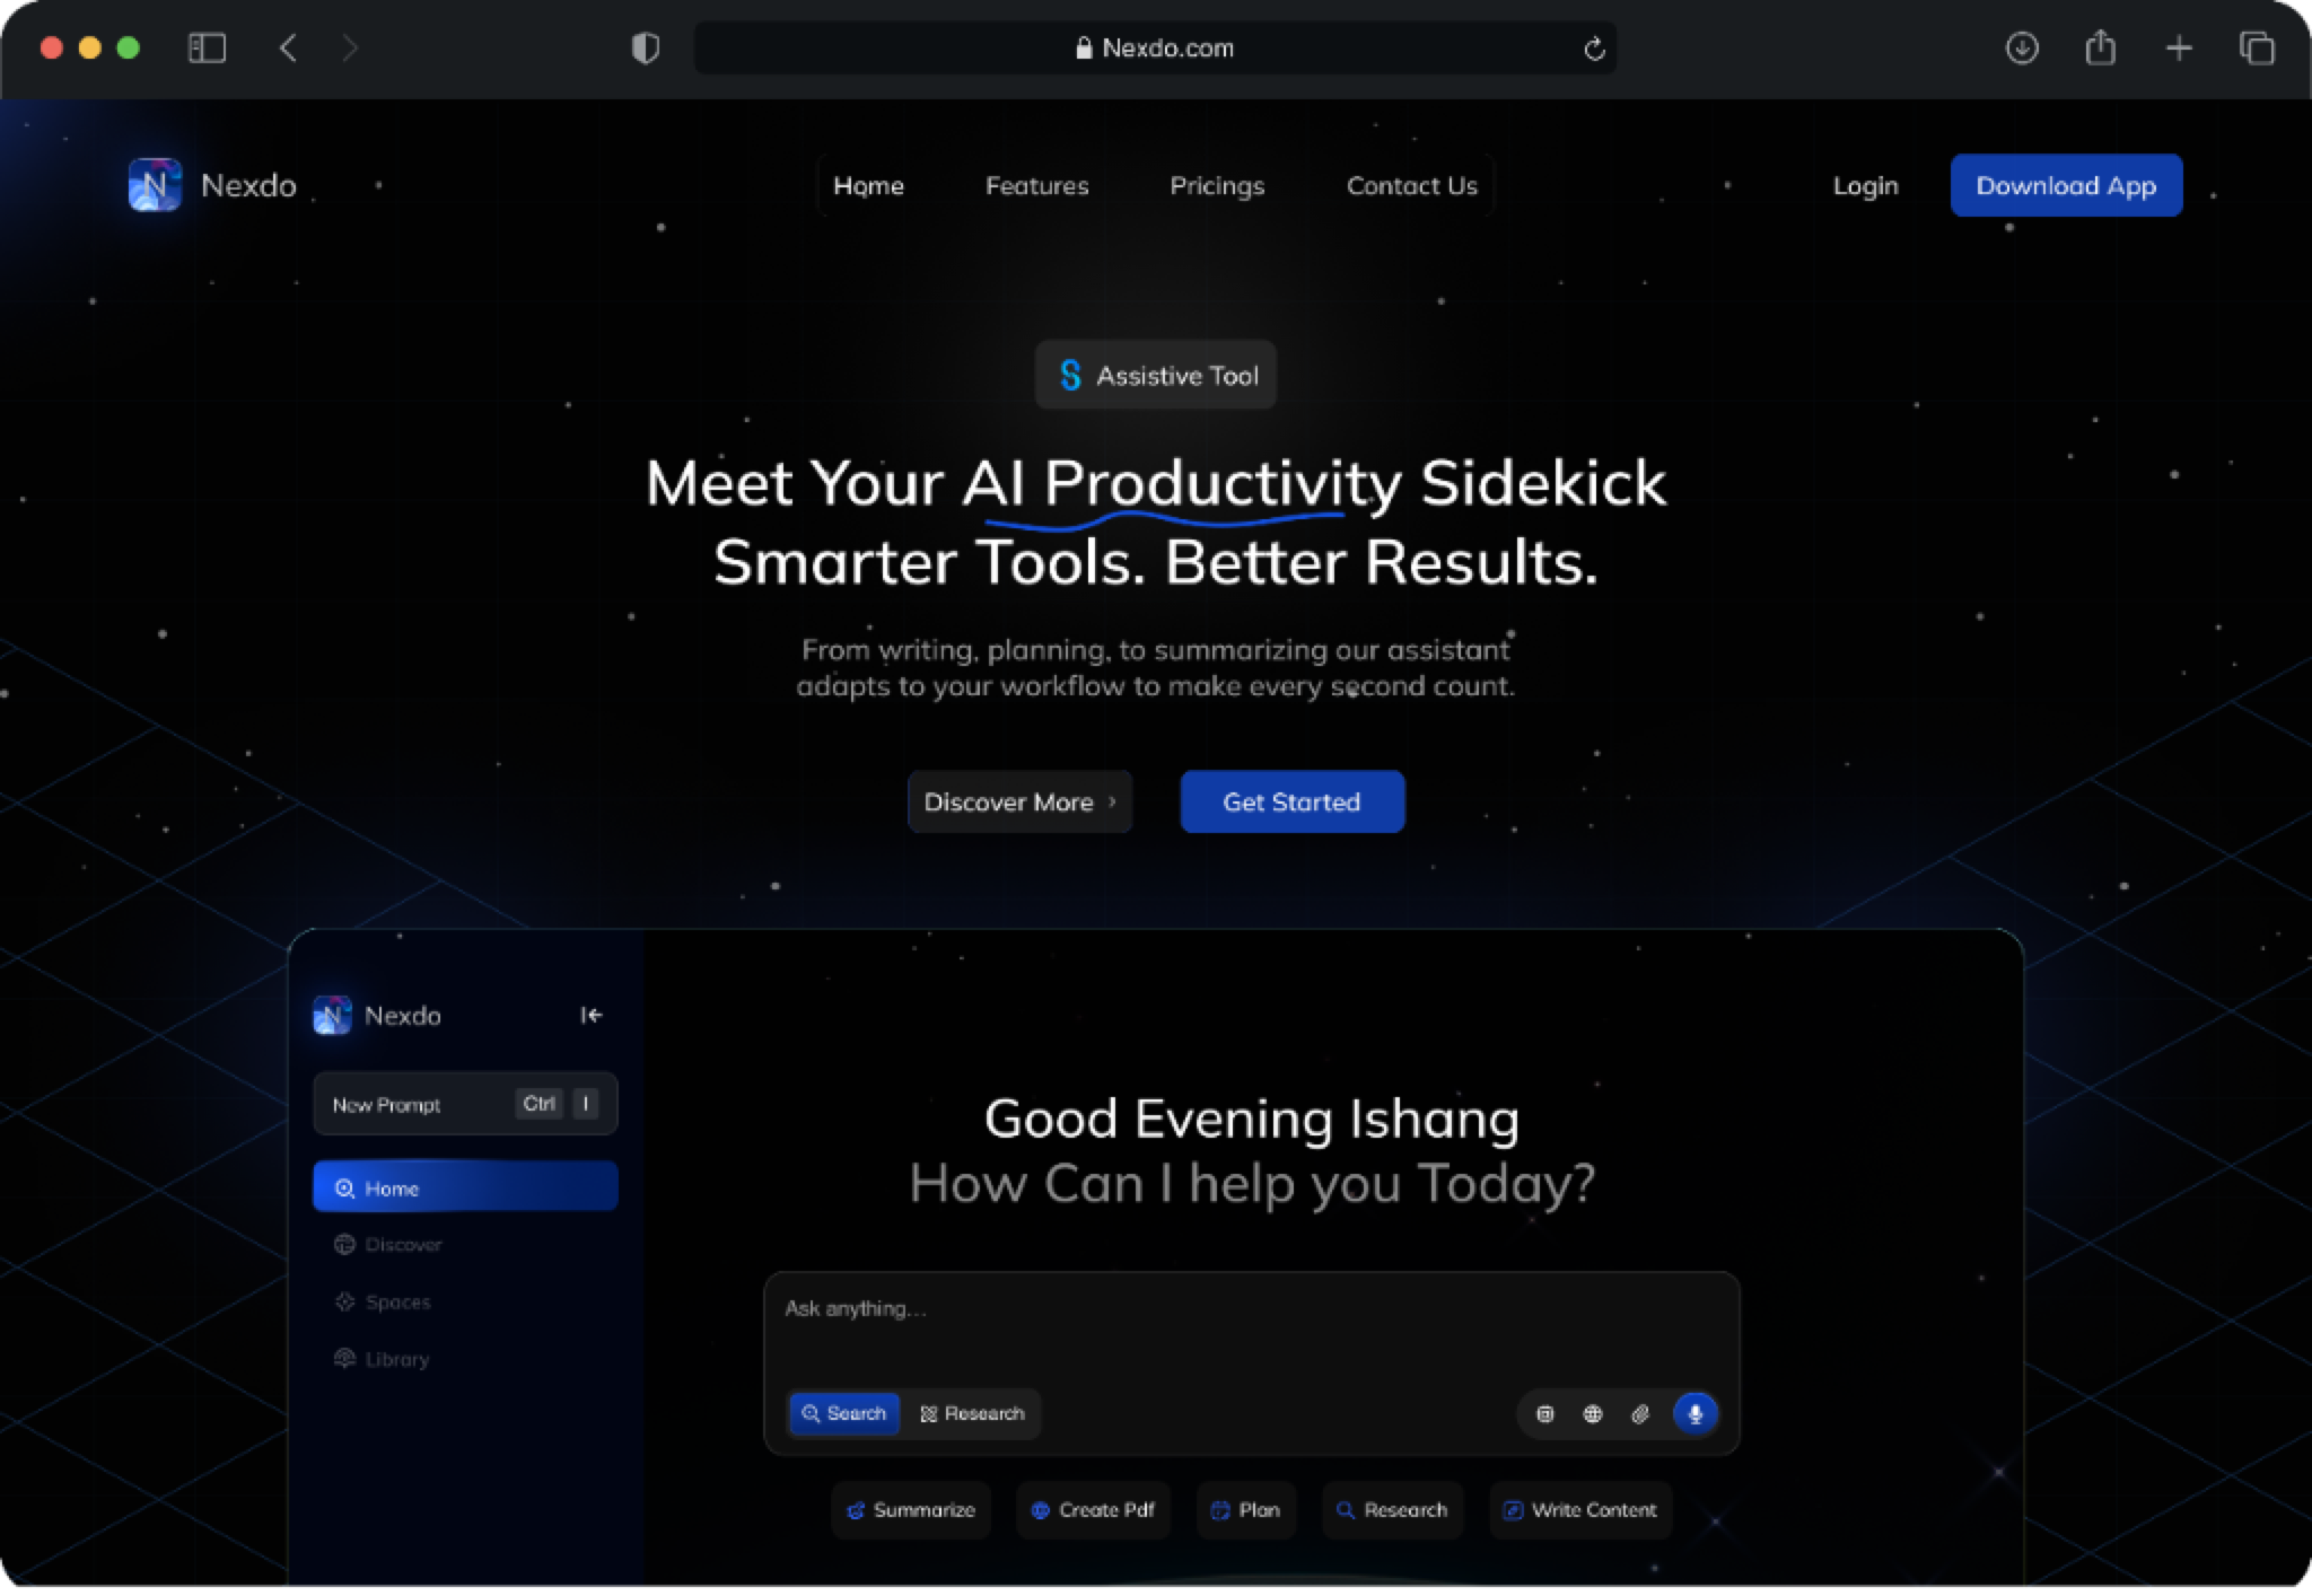 Nexdo.com
N Nexdo
Home Features Pricings Contact Us
Login
Download App
S Assistive Tool
Meet Your AI Productivity Sidekick
Smarter Tools. Better Results.
From writing, planning, to summarizing our assistant
adapts to your workflow to make every second count.
Discover More ›
Get Started
N Nexdo
New Prompt Ctrl I
Home
Discover
Spaces
Library
Good Evening Ishang
How Can I help you Today?
Ask anything...
Search Research
Summarize Create Pdf Plan Research Write Content